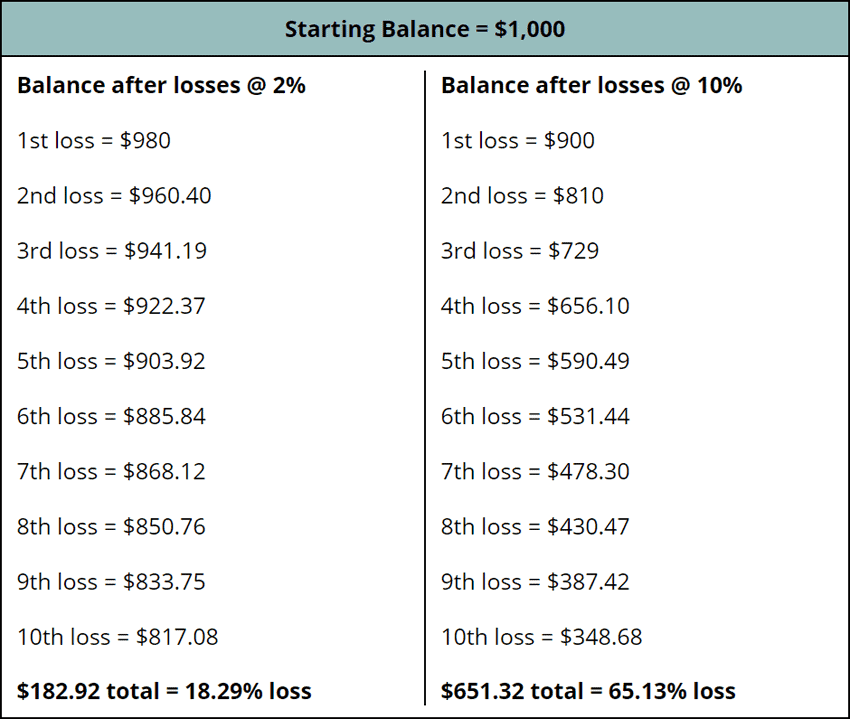 Starting Balance = $1,000
Balance after losses @ 2%
1st loss = $980
2nd loss = $960.40
3rd loss = $941.19
4th loss = $922.37
5th loss = $903.92
6th loss = $885.84
7th loss = $868.12
8th loss = $850.76
9th loss = $833.75
10th loss = $817.08
$182.92 total = 18.29% loss
Balance after losses @ 10%
1st loss = $900
2nd loss = $810
3rd loss = $729
4th loss = $656.10
5th loss = $590.49
6th loss = $531.44
7th loss = $478.30
8th loss = $430.47
9th loss = $387.42
10th loss = $348.68
$651.32 total = 65.13% loss